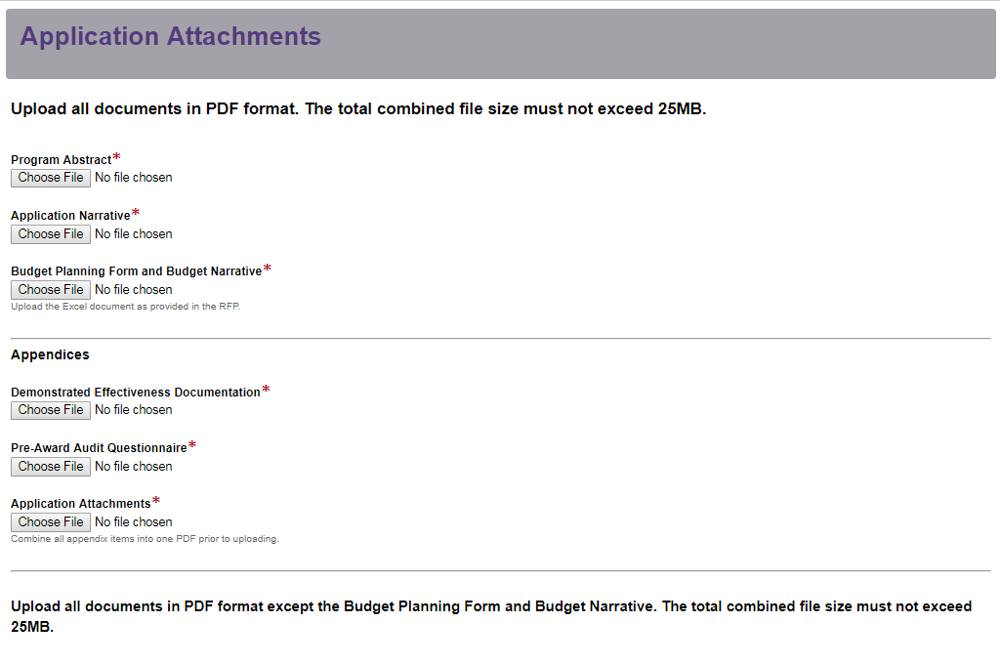 Application Attachments
Upload all documents in PDF format. The total combined file size must not exceed 25MB.
Program Abstract*
Choose File No file chosen
Application Narrative*
Choose File No file chosen
Budget Planning Form and Budget Narrative*
Choose File No file chosen
Upload the Excel document as provided in the RFP.
Appendices
Demonstrated Effectiveness Documentation*
Choose File No file chosen
Pre-Award Audit Questionnaire*
Choose File No file chosen
Application Attachments*
Choose File No file chosen
Combine all appendix items into one PDF prior to uploading.
Upload all documents in PDF format except the Budget Planning Form and Budget Narrative. The total combined file size must not exceed
25MB.